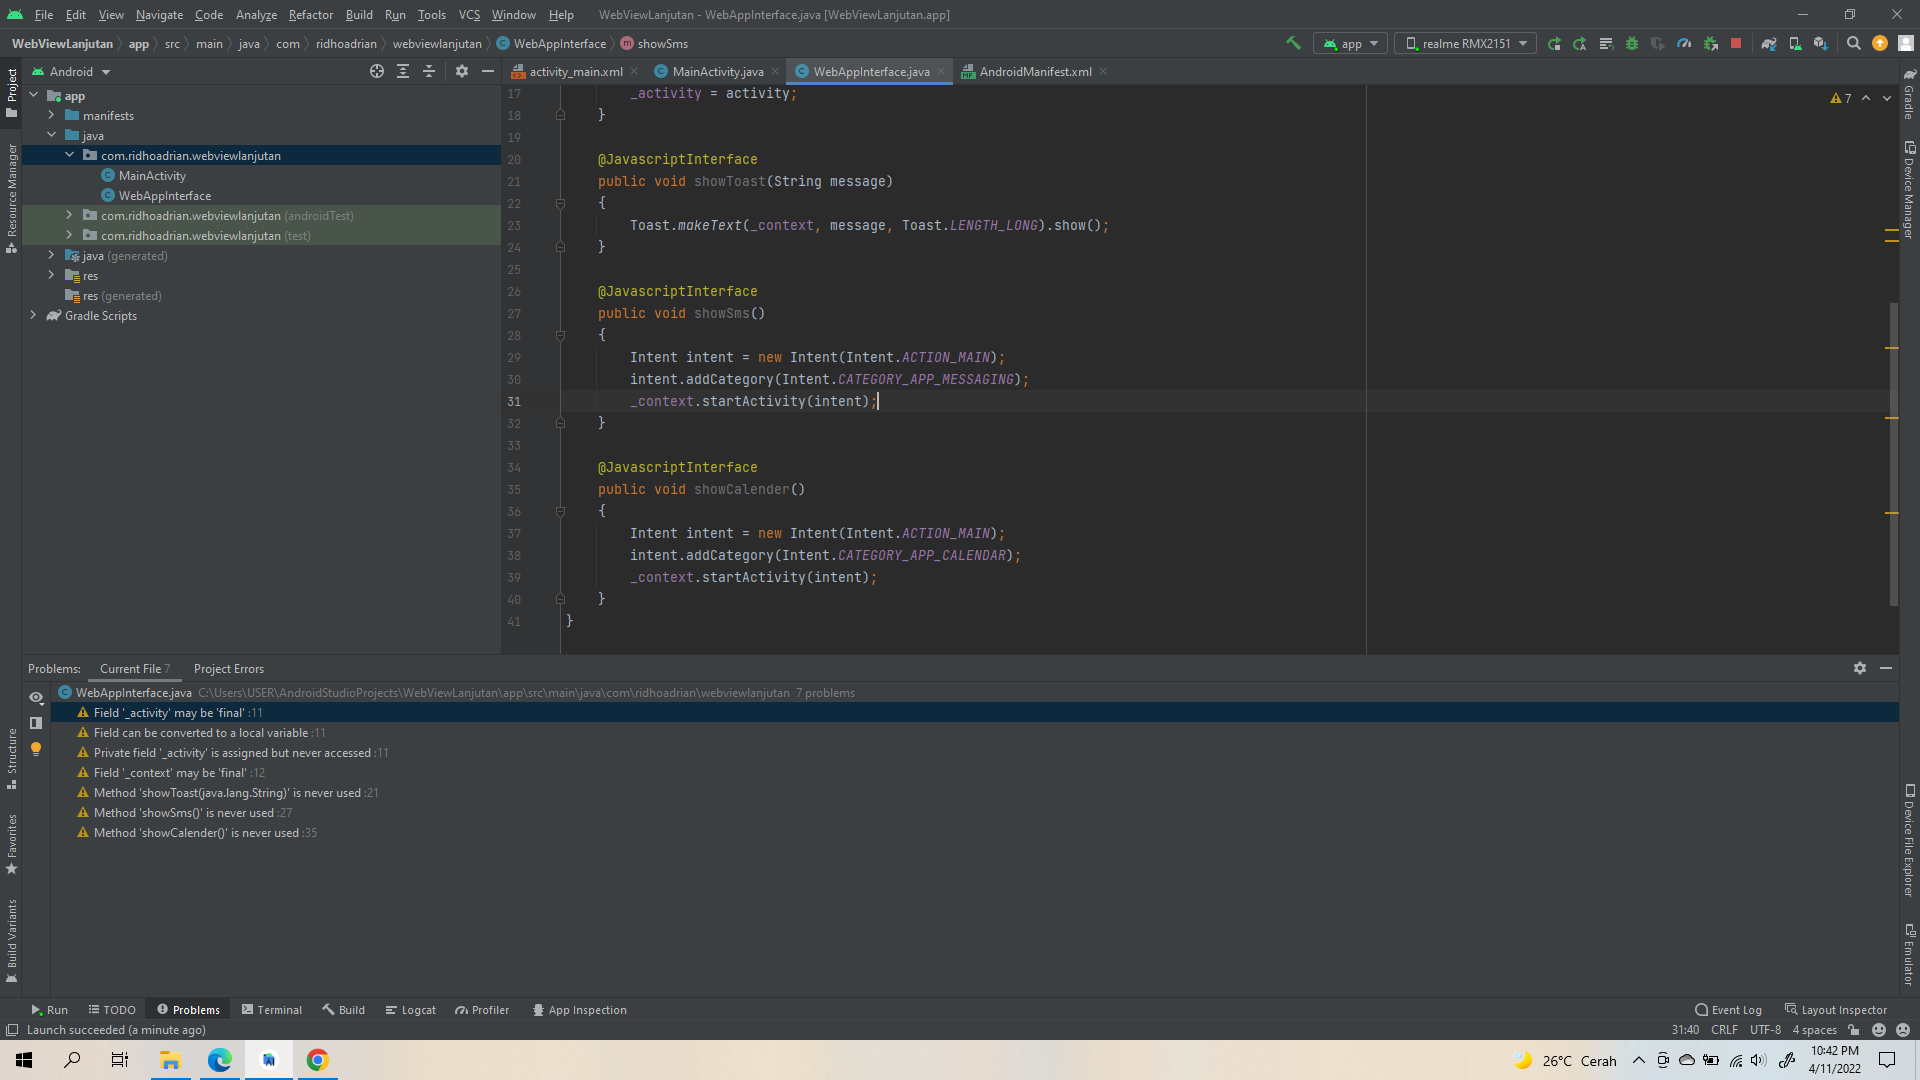 File Edit View Navigate Code Analyze Refactor Build Run Tools VCS Window Help WebViewLanjutan - WebAppInterface.java [WebViewLanjutan.app]
WebViewLanjutan app src main java com ridhoadrian webviewlanjutan WebAppInterface showSms app realme RMX2151
Android activity_main.xml MainActivity.java WebAppInterface.java AndroidManifest.xml
Project
Resource Manager
Structure
Favorites
Build Variants
app
manifests
java
com.ridhoadrian.webviewlanjutan
MainActivity
WebAppInterface
com.ridhoadrian.webviewlanjutan (androidTest)
com.ridhoadrian.webviewlanjutan (test)
java (generated)
res
res (generated)
Gradle Scripts
17 _activity = activity;
18 }
19
20 @JavascriptInterface
21 public void showToast(String message)
22 {
23 Toast.makeText(_context, message, Toast.LENGTH_LONG).show();
24 }
25
26 @JavascriptInterface
27 public void showSms()
28 {
29 Intent intent = new Intent(Intent.ACTION_MAIN);
30 intent.addCategory(Intent.CATEGORY_APP_MESSAGING);
31 _context.startActivity(intent);
32 }
33
34 @JavascriptInterface
35 public void showCalender()
36 {
37 Intent intent = new Intent(Intent.ACTION_MAIN);
38 intent.addCategory(Intent.CATEGORY_APP_CALENDAR);
39 _context.startActivity(intent);
40 }
41 }
7
Gradle
Device Manager
Device File Explorer
Emulator
Problems: Current File 7 Project Errors
WebAppInterface.java C:\Users\USER\AndroidStudioProjects\WebViewLanjutan\app\src\main\java\com\ridhoadrian\webviewlanjutan 7 problems
Field '_activity' may be 'final' :11
Field can be converted to a local variable :11
Private field '_activity' is assigned but never accessed :11
Field '_context' may be 'final' :12
Method 'showToast(java.lang.String)' is never used :21
Method 'showSms()' is never used :27
Method 'showCalender()' is never used :35
Run TODO Problems Terminal Build Logcat Profiler App Inspection Event Log Layout Inspector
Launch succeeded (a minute ago) 31:40 CRLF UTF-8 4 spaces
26°C Cerah 10:42 PM
4/11/2022